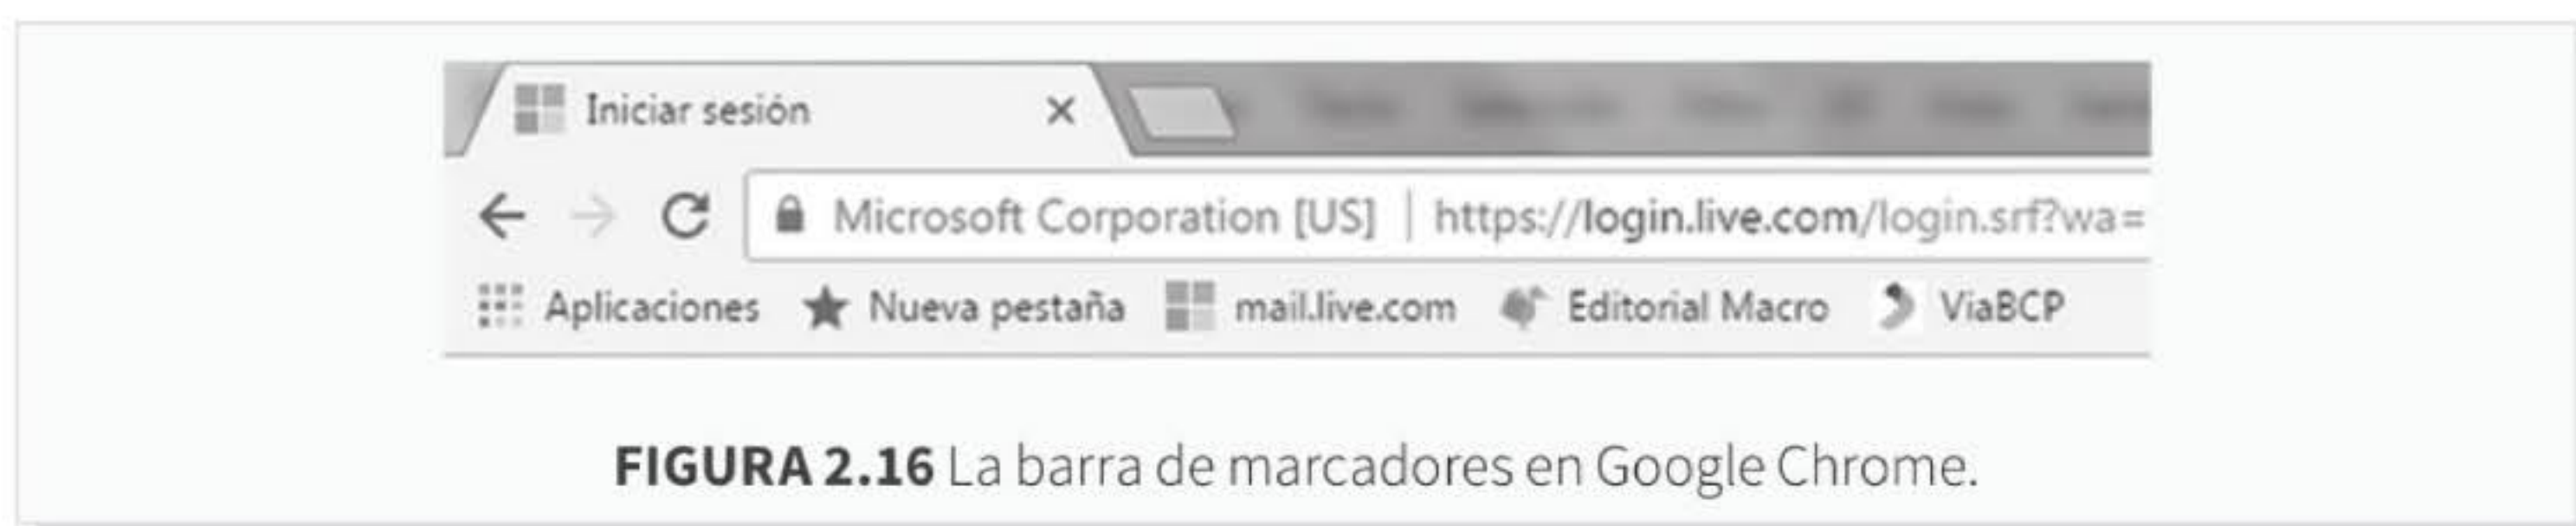 Iniciar sesión
Microsoft Corporation [US] | https://login.live.com/login.srf?wa=
Aplicaciones Nueva pestaña mail.live.com Editorial Macro ViaBCP
FIGURA 2.16 La barra de marcadores en Google Chrome.